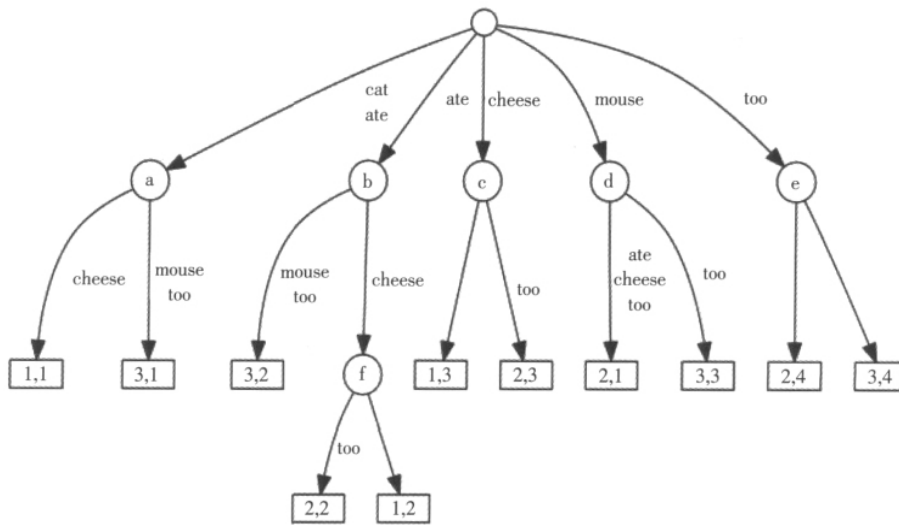 cat
ate
ate
cheese
mouse
too
a
b
c
d
e
cheese
mouse
too
mouse
too
cheese
too
ate
cheese
too
too
1,1
3,1
3,2
f
1,3
2,3
2,1
3,3
2,4
3,4
too
2,2
1,2